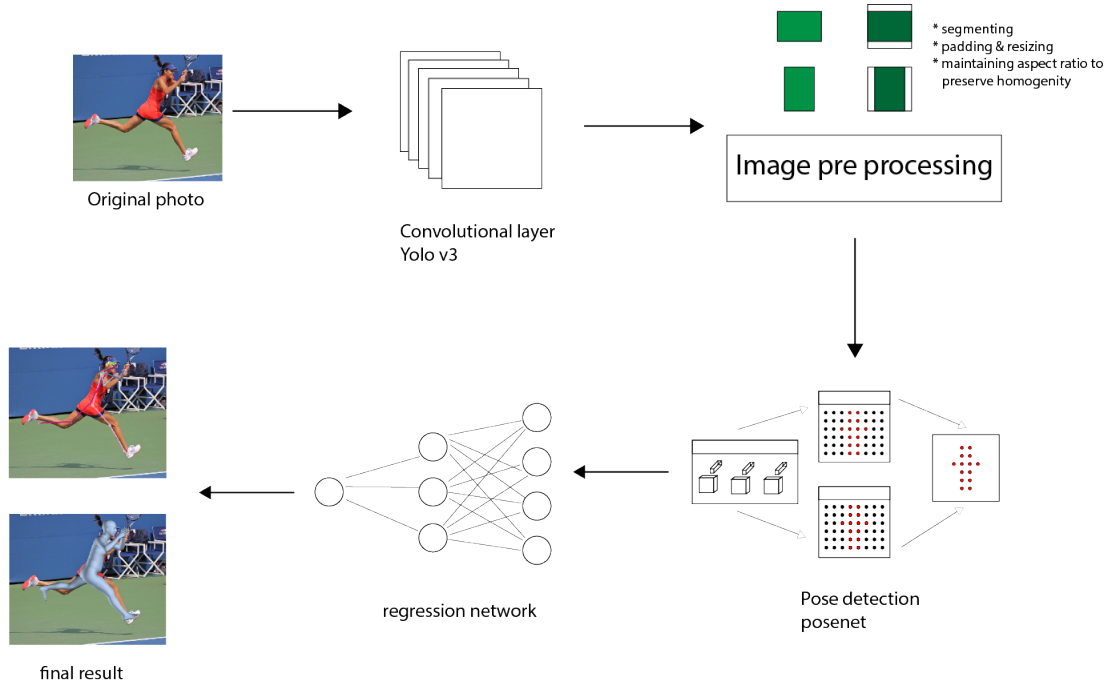 * segmenting
* padding & resizing
* maintaining aspect ratio to
preserve homogenity
Image pre processing
Original photo
Convolutional layer
Yolo v3
Pose detection
posenet
regression network
final result